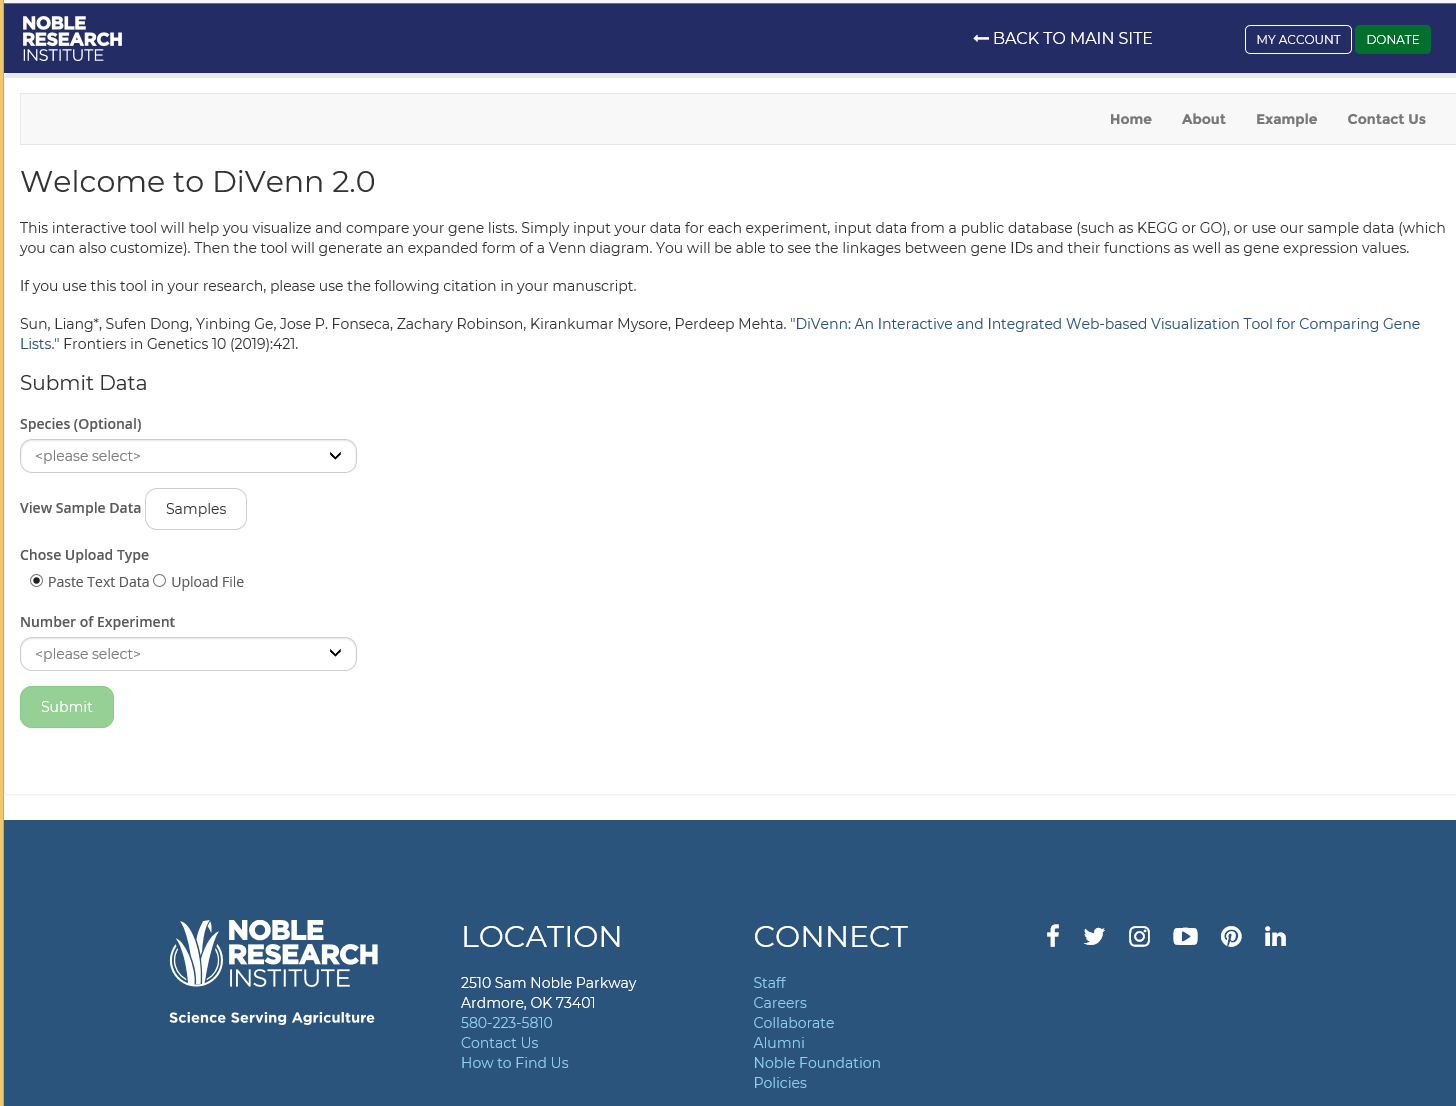 NOBLE
RESEARCH
INSTITUTE
BACK TO MAIN SITE
MY ACCOUNT
DONATE
Home
About
Example
Contact Us
Welcome to DiVenn 2.0
This interactive tool will help you visualize and compare your gene lists. Simply input your data for each experiment, input data from a public database (such as KEGG or GO), or use our sample data (which
you can also customize). Then the tool will generate an expanded form of a Venn diagram. You will be able to see the linkages between gene IDs and their functions as well as gene expression values.
If you use this tool in your research, please use the following citation in your manuscript.
Sun, Liang*, Sufen Dong, Yinbing Ge, Jose P. Fonseca, Zachary Robinson, Kirankumar Mysore, Perdeep Mehta. "DiVenn: An Interactive and Integrated Web-based Visualization Tool for Comparing Gene
Lists." Frontiers in Genetics 10 (2019):421.
Submit Data
Species (Optional)
<please select>
View Sample Data
Samples
Chose Upload Type
Paste Text Data
Upload File
Number of Experiment
<please select>
Submit
NOBLE
RESEARCH
INSTITUTE
Science Serving Agriculture
LOCATION
2510 Sam Noble Parkway
Ardmore, OK 73401
580-223-5810
Contact Us
How to Find Us
CONNECT
Staff
Careers
Collaborate
Alumni
Noble Foundation
Policies